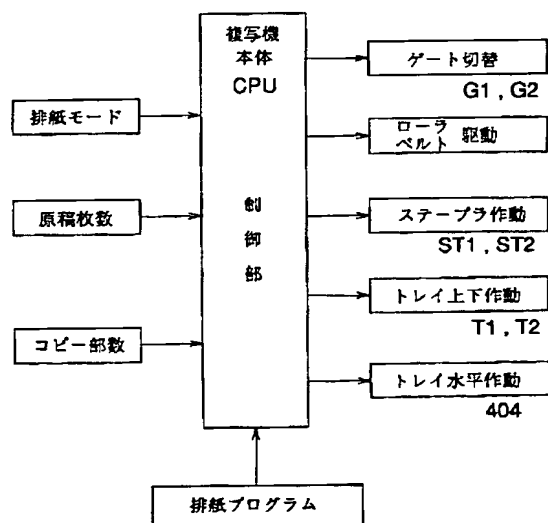 複写機
本体
CPU
制
御
部
排紙モード
原稿枚数
コピー部数
排紙プログラム
ゲート切替
G1 , G2
ローラ
ベルト 駆動
ステープラ作動
ST1 , ST2
トレイ上下作動
T1 , T2
トレイ水平作動
404